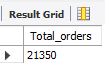 Result Grid
Total_orders
21350